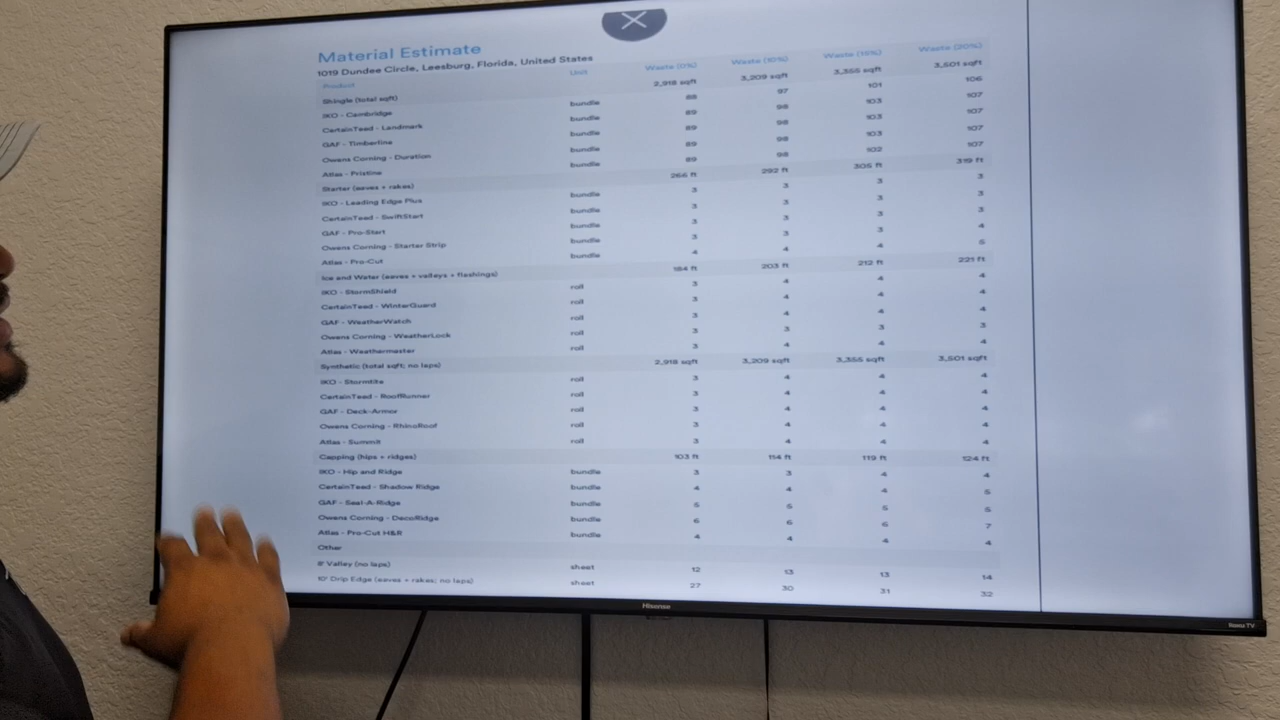 Material Estimate
1019 Dundee Circle, Leesburg, Florida, United States
Product Unit Waste (0%) Waste (10%) Waste (15%) Waste (20%)
Shingle (total sqft) 2,918 sqft 3,209 sqft 3,355 sqft 3,501 sqft
IKO - Cambridge bundle 88 97 101 106
CertainTeed - Landmark bundle 89 98 103 107
GAF - Timberline bundle 89 98 103 107
Owens Corning - Duration bundle 89 98 103 107
Atlas - Pristine bundle 89 98 102 107
Starter (eaves + rakes) 266 ft 292 ft 305 ft 319 ft
IKO - Leading Edge Plus bundle 3 3 3 3
CertainTeed - SwiftStart bundle 3 3 3 3
GAF - Pro-Start bundle 3 3 3 3
Owens Corning - Starter Strip bundle 3 3 3 4
Atlas - Pro-Cut bundle 4 4 4 5
Ice and Water (eaves + valleys + flashings) 184 ft 203 ft 212 ft 221 ft
IKO - StormShield roll 3 4 4 4
CertainTeed - WinterGuard roll 3 4 4 4
GAF - WeatherWatch roll 3 4 4 4
Owens Corning - WeatherLock roll 3 3 3 3
Atlas - Weathermaster roll 3 4 4 4
Synthetic (total sqft; no laps) 2,918 sqft 3,209 sqft 3,355 sqft 3,501 sqft
IKO - Stormtite roll 3 4 4 4
CertainTeed - RoofRunner roll 3 4 4 4
GAF - Deck-Armor roll 3 4 4 4
Owens Corning - RhinoRoof roll 3 4 4 4
Atlas - Summit roll 3 4 4 4
Capping (hips + ridges) 103 ft 114 ft 119 ft 124 ft
IKO - Hip and Ridge bundle 3 3 4 4
CertainTeed - Shadow Ridge bundle 4 4 4 5
GAF - Seal-A-Ridge bundle 5 5 5 5
Owens Corning - DecoRidge bundle 6 6 6 7
Atlas - Pro-Cut H&R bundle 4 4 4 4
Other
8' Valley (no laps) sheet 12 13 13 14
10' Drip Edge (eaves + rakes; no laps) sheet 27 30 31 32
Hisense
Roku TV